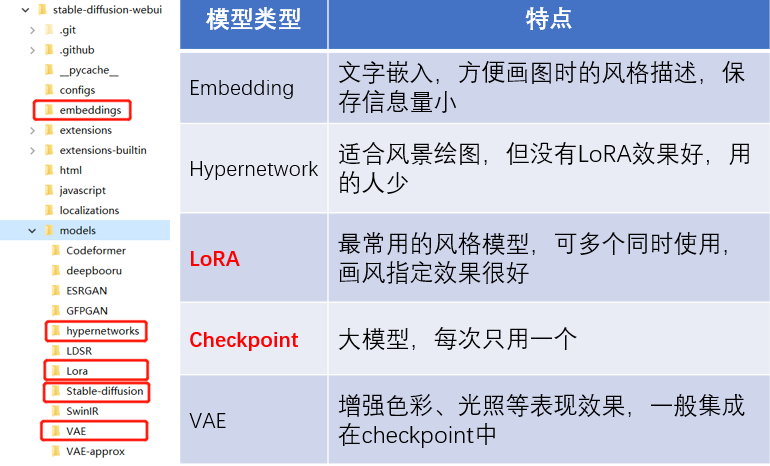 stable-diffusion-webui
.git
.github
__pycache__
configs
embeddings
extensions
extensions-builtin
html
javascript
localizations
models
Codeformer
deepbooru
ESRGAN
GFPGAN
hypernetworks
LDSR
Lora
Stable-diffusion
SwinIR
VAE
VAE-approx
模型类型
特点
Embedding
文字嵌入，方便画图时的风格描述，保
存信息量小
Hypernetwork
适合风景绘图，但没有LoRA效果好，用
的人少
LoRA
最常用的风格模型，可多个同时使用，
画风指定效果很好
Checkpoint
大模型，每次只用一个
VAE
增强色彩、光照等表现效果，一般集成
在checkpoint中